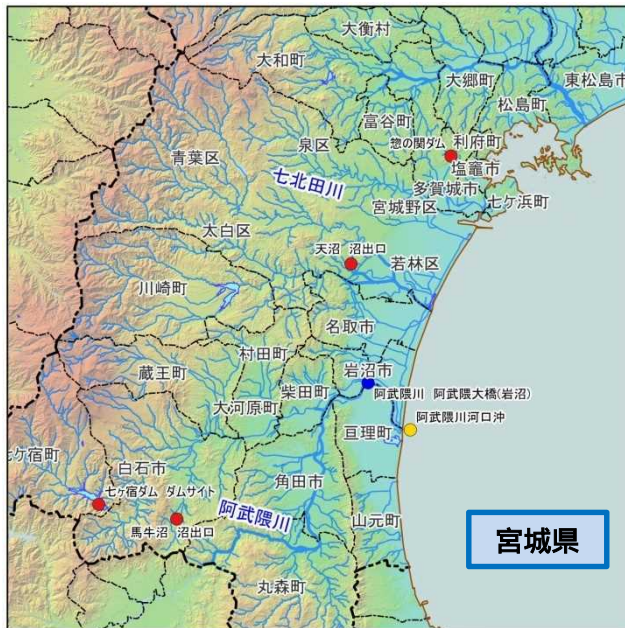 大衡村
大和町
大郷町
東松島市
松島町
富谷町
泉区
惣の関ダム
利府町
青葉区
塩竈市
七北田川
多賀城市
七ヶ浜町
宮城野区
太白区
天沼 沼出口
若林区
川崎町
名取市
村田町
岩沼市
蔵王町
柴田町
阿武隈川 阿武隈大橋(岩沼)
大河原町
阿武隈川河口沖
亘理町
七ケ宿町
白石市
角田市
七ヶ宿ダム ダムサイト
阿武隈川
山元町
馬牛沼 沼出口
宮城県
丸森町